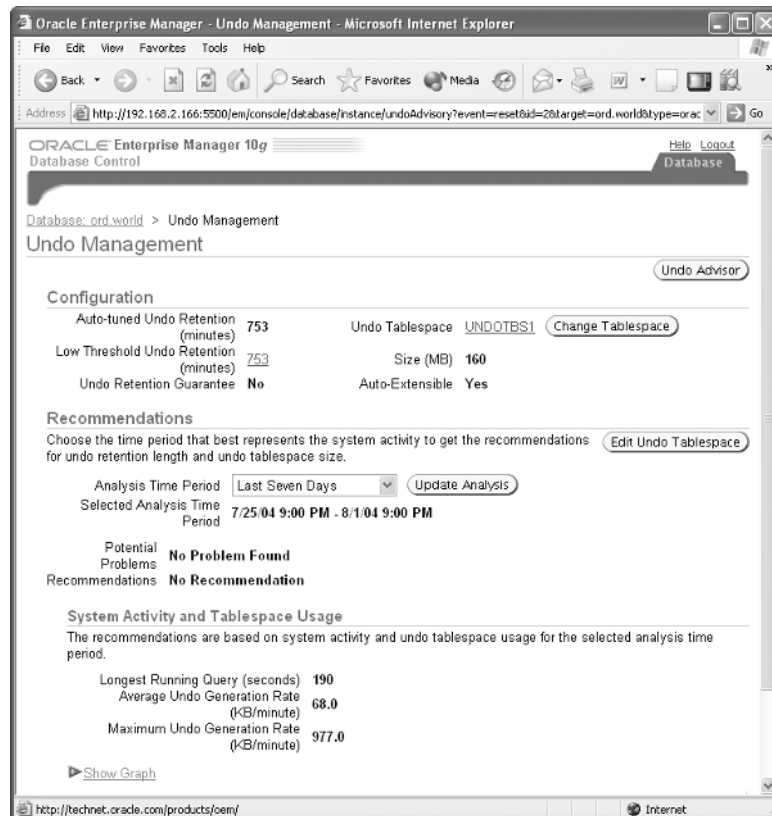 Oracle Enterprise Manager - Undo Management - Microsoft Internet Explorer
File Edit View Favorites Tools Help
Back Search Favorites Media
Address http://192.168.2.166:5500/em/console/database/instance/undoAdvisory?event=reset&id=2&target=ord.world&type=orac Go
ORACLE Enterprise Manager 10g
Database Control
Help Logout
Database
Database: ord.world > Undo Management
Undo Management
Undo Advisor
Configuration
Auto-tuned Undo Retention (minutes) 753
Undo Tablespace UNDOTBS1 Change Tablespace
Low Threshold Undo Retention (minutes) 753
Size (MB) 160
Undo Retention Guarantee No
Auto-Extensible Yes
Recommendations
Choose the time period that best represents the system activity to get the recommendations
for undo retention length and undo tablespace size.
Edit Undo Tablespace
Analysis Time Period Last Seven Days Update Analysis
Selected Analysis Time Period 7/25/04 9:00 PM - 8/1/04 9:00 PM
Potential Problems No Problem Found
Recommendations No Recommendation
System Activity and Tablespace Usage
The recommendations are based on system activity and undo tablespace usage for the selected analysis time
period.
Longest Running Query (seconds) 190
Average Undo Generation Rate (KB/minute) 68.0
Maximum Undo Generation Rate (KB/minute) 977.0
Show Graph
http://technet.oracle.com/products/oem/ Internet